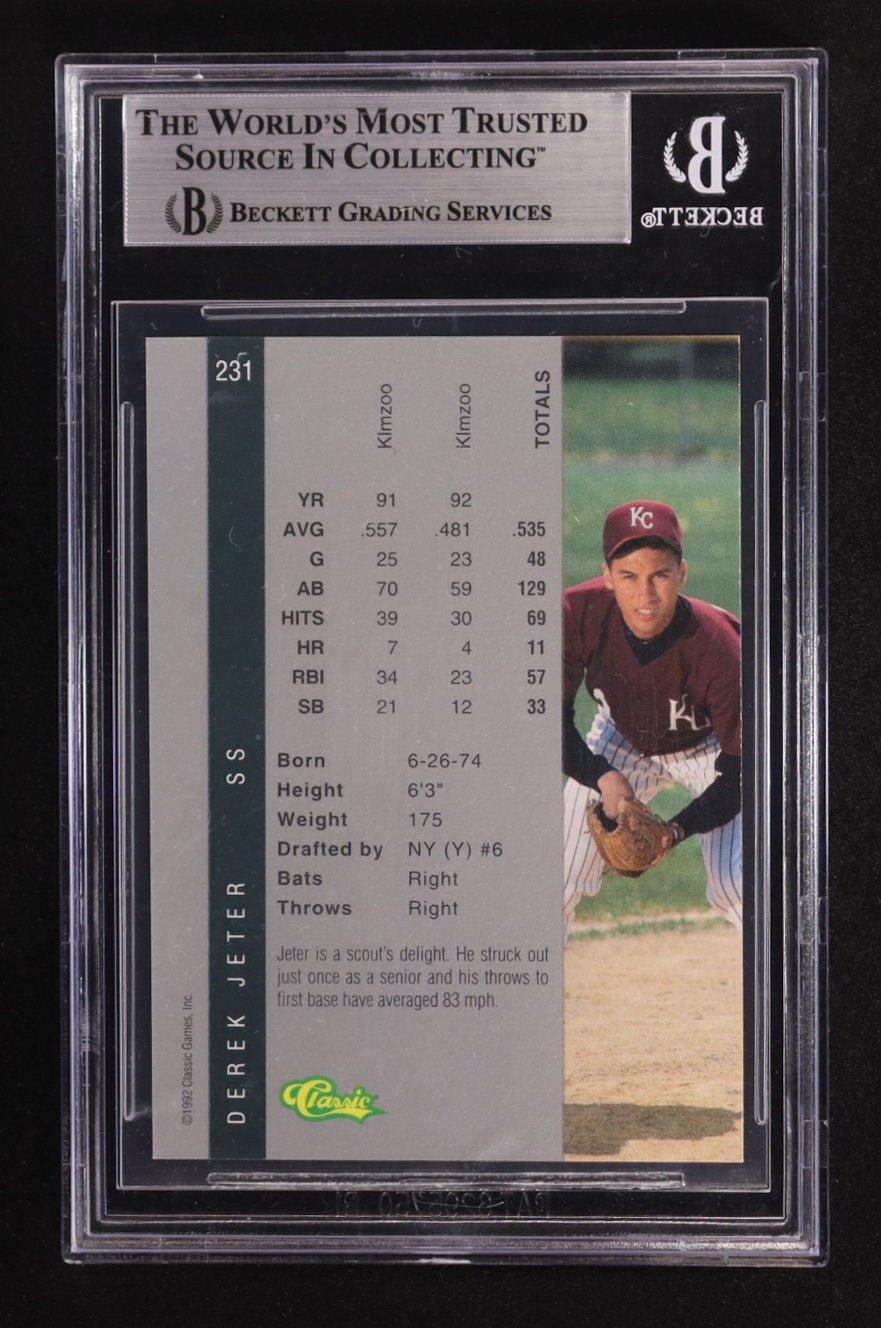 THE WORLD'S MOST TRUSTED
SOURCE IN COLLECTING™
B BECKETT GRADING SERVICES
B
BECKETT®
231
DEREK JETER SS
©1992 Classic Games, Inc.
Klmzoo Klmzoo TOTALS
YR 91 92
AVG .557 .481 .535
G 25 23 48
AB 70 59 129
HITS 39 30 69
HR 7 4 11
RBI 34 23 57
SB 21 12 33
Born 6-26-74
Height 6'3"
Weight 175
Drafted by NY (Y) #6
Bats Right
Throws Right
Jeter is a scout's delight. He struck out
just once as a senior and his throws to
first base have averaged 83 mph.
Classic
KC
KC